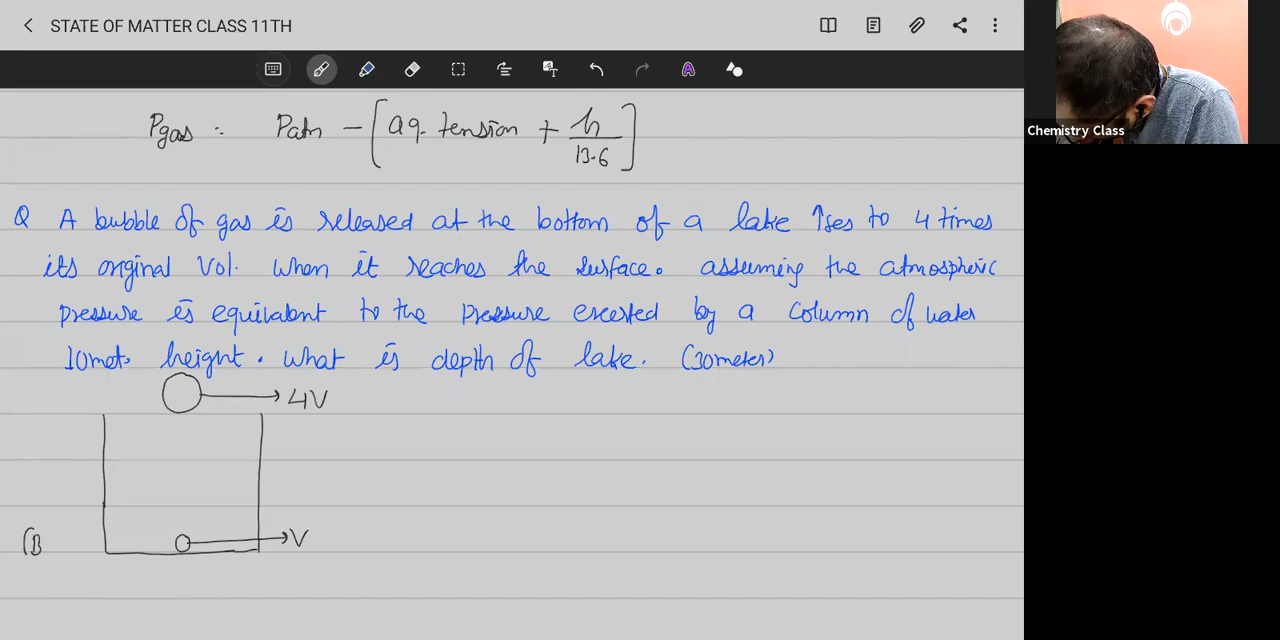 STATE OF MATTER CLASS 11TH
Chemistry Class
Pgas = Patm - [aq. tension + h/13.6]
Q A bubble of gas is released at the bottom of a lake ↑ses to 4 times
its original Vol. when it reaches the surface. assuming the atmospheric
pressure is equivalent to the pressure exerted by a column of water
10met. height. what is depth of lake. (30meter)
4V
(B
V